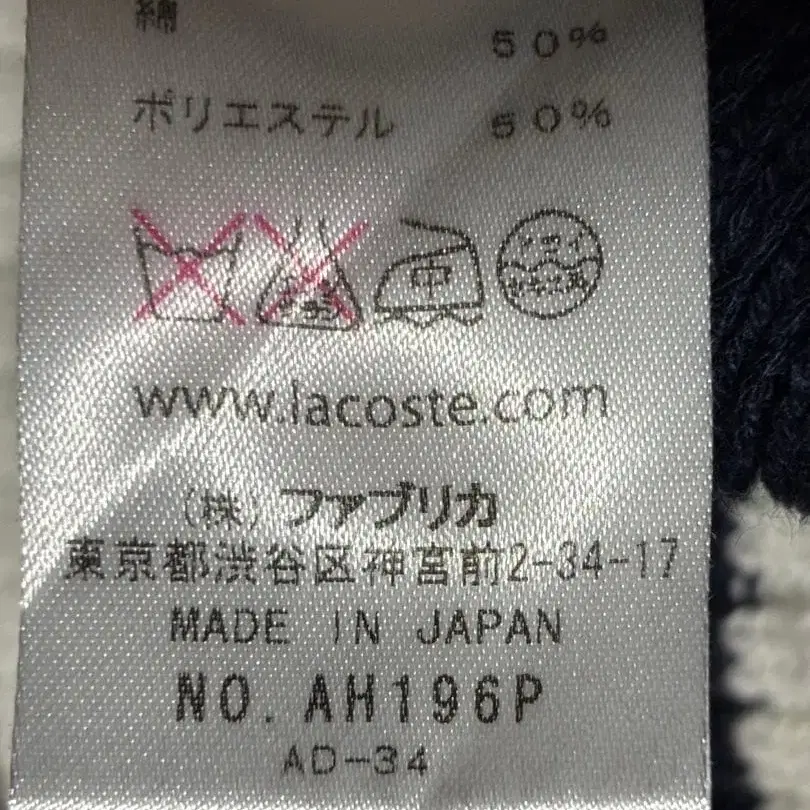 綿 50%
ポリエステル 50%
中
www.lacoste.com
(株) ファブリカ
東京都渋谷区神宮前2-34-17
MADE IN JAPAN
NO. AH196P
AD-34